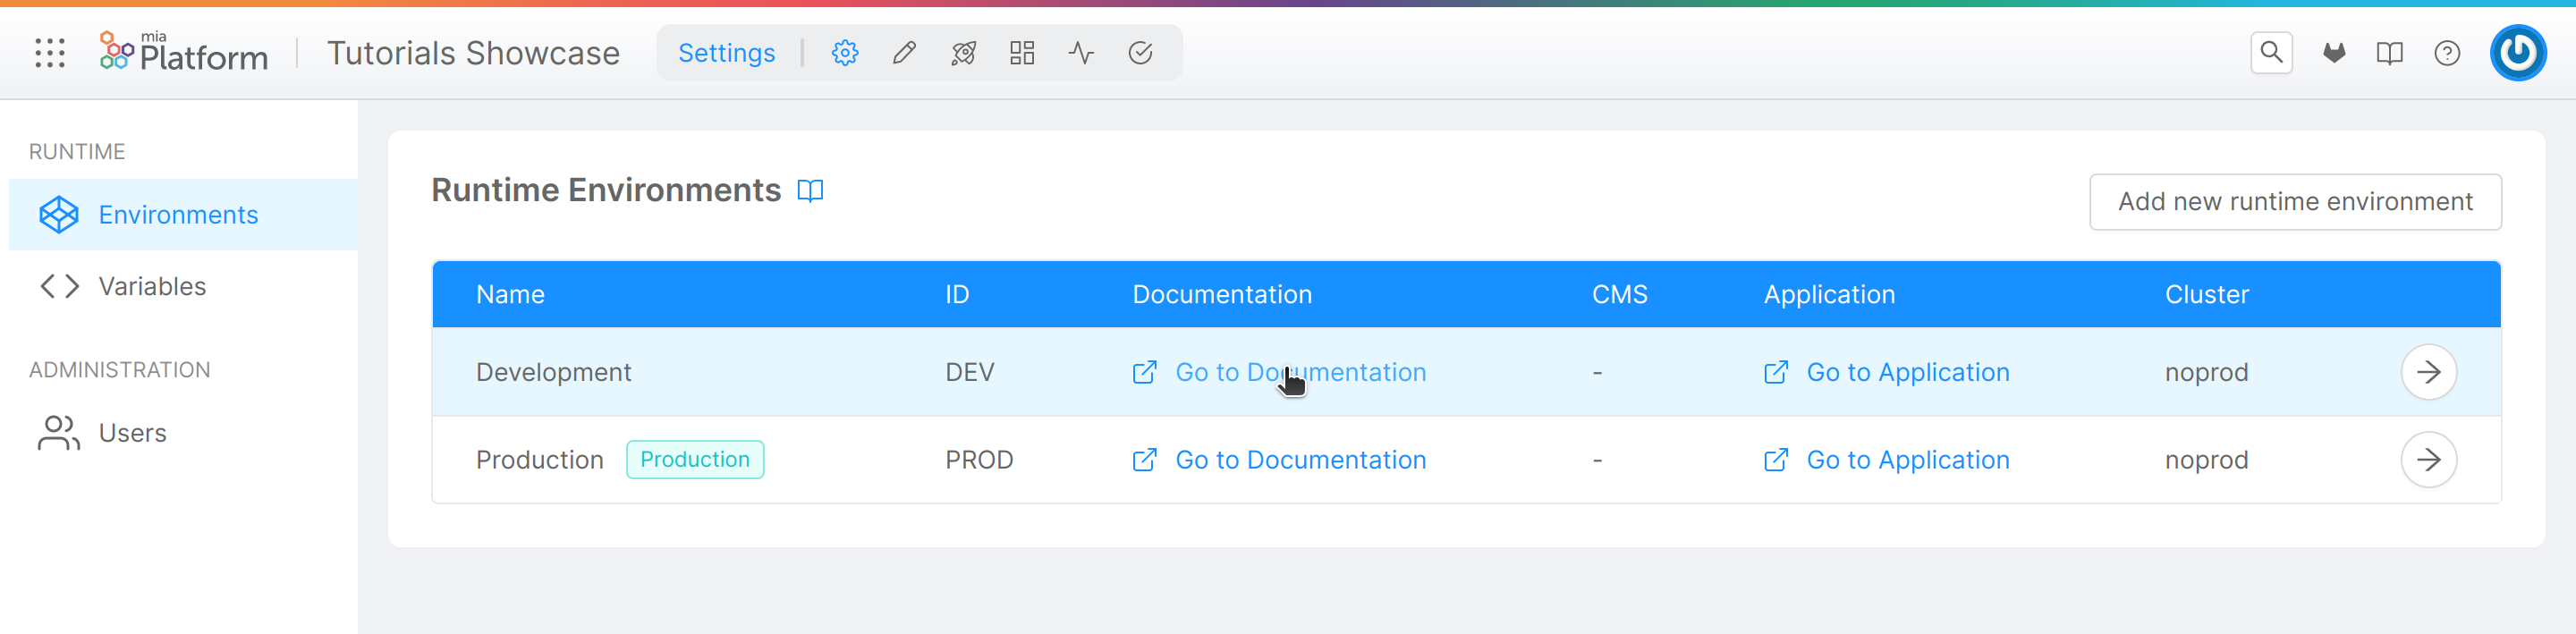 mia Platform Tutorials Showcase Settings
RUNTIME
Environments
Variables
ADMINISTRATION
Users
Runtime Environments
Add new runtime environment
Name ID Documentation CMS Application Cluster
Development DEV Go to Documentation - Go to Application noprod
Production Production PROD Go to Documentation - Go to Application noprod